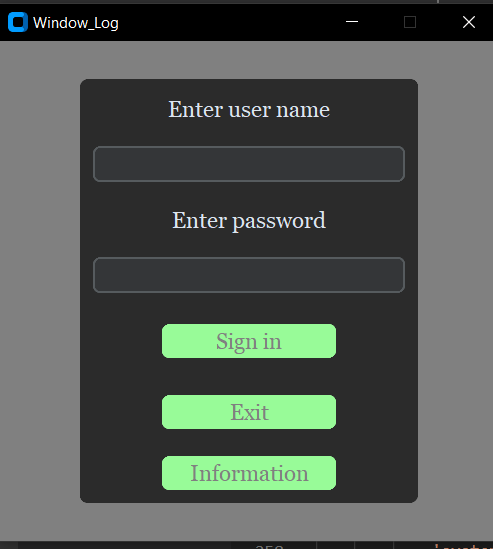 Window_Log
Enter user name
Enter password
Sign in
Exit
Information